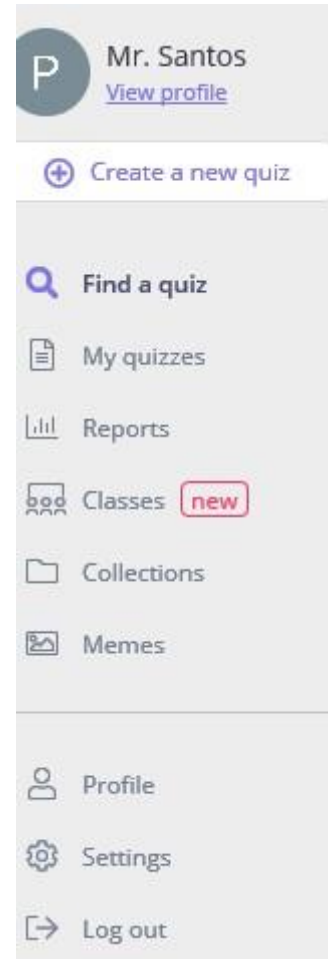 P
Mr. Santos
View profile
Create a new quiz
Find a quiz
My quizzes
Reports
Classes new
Collections
Memes
Profile
Settings
Log out